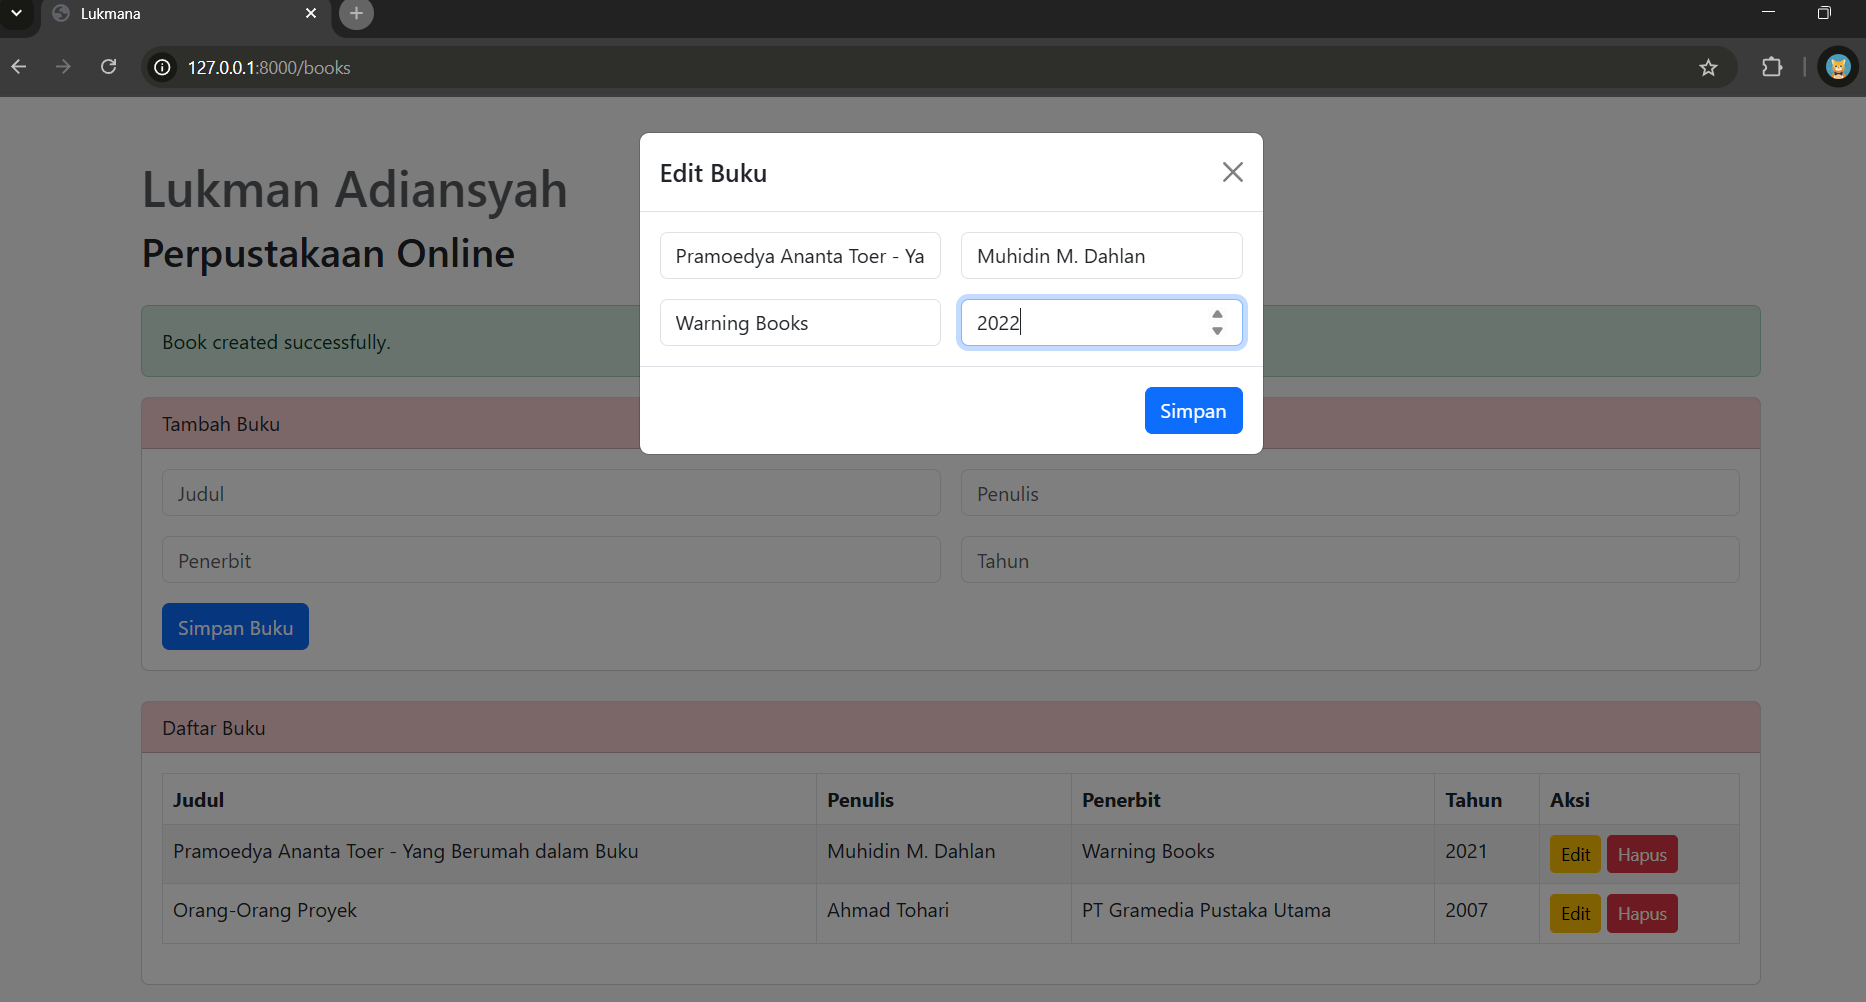 Lukmana
127.0.0.1:8000/books
Edit Buku
Lukman Adiansyah
Perpustakaan Online
Pramoedya Ananta Toer - Ya
Muhidin M. Dahlan
Warning Books
2022
Book created successfully.
Simpan
Tambah Buku
Judul
Penulis
Penerbit
Tahun
Simpan Buku
Daftar Buku
Judul Penulis Penerbit Tahun Aksi
Pramoedya Ananta Toer - Yang Berumah dalam Buku Muhidin M. Dahlan Warning Books 2021 Edit Hapus
Orang-Orang Proyek Ahmad Tohari PT Gramedia Pustaka Utama 2007 Edit Hapus